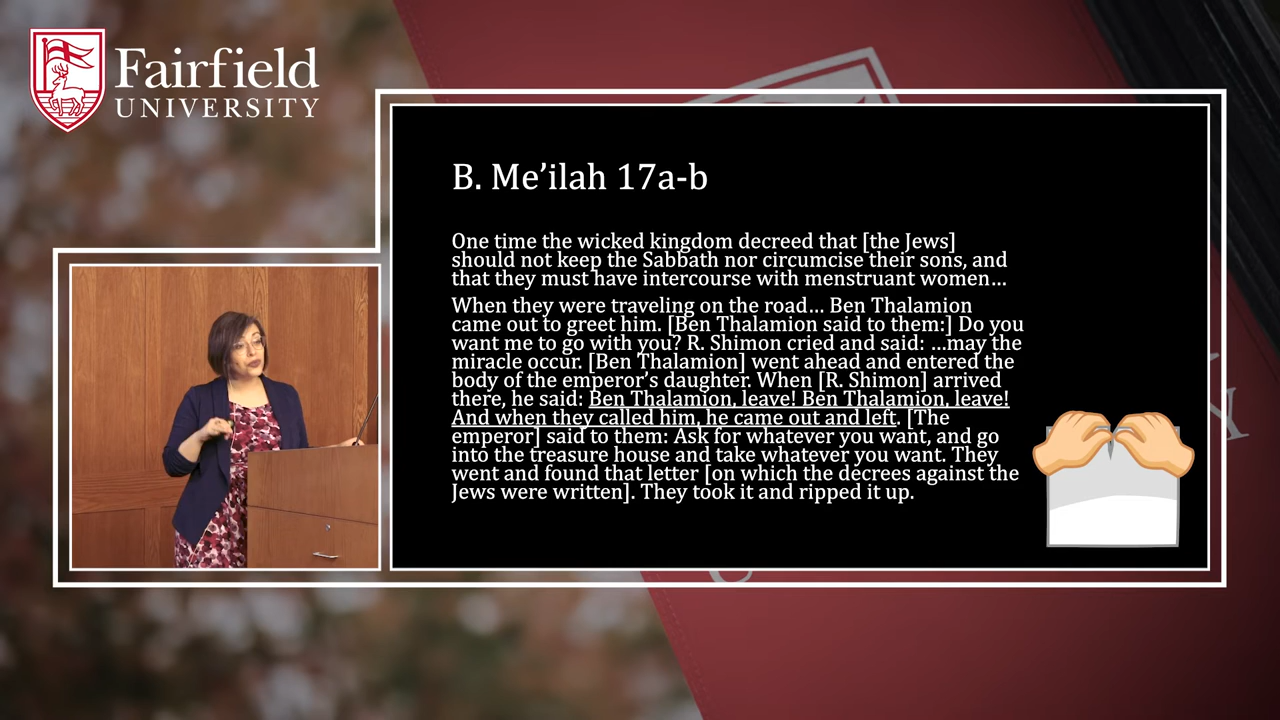 Fairfield
UNIVERSITY
B. Me’ilah 17a-b
One time the wicked kingdom decreed that [the Jews]
should not keep the Sabbath nor circumcise their sons, and
that they must have intercourse with menstruant women…
When they were traveling on the road… Ben Thalamion
came out to greet him. [Ben Thalamion said to them:] Do you
want me to go with you? R. Shimon cried and said: …may the
miracle occur. [Ben Thalamion] went ahead and entered the
body of the emperor’s daughter. When [R. Shimon] arrived
there, he said: Ben Thalamion, leave! Ben Thalamion, leave!
And when they called him, he came out and left. [The
emperor] said to them: Ask for whatever you want, and go
into the treasure house and take whatever you want. They
went and found that letter [on which the decrees against the
Jews were written]. They took it and ripped it up.